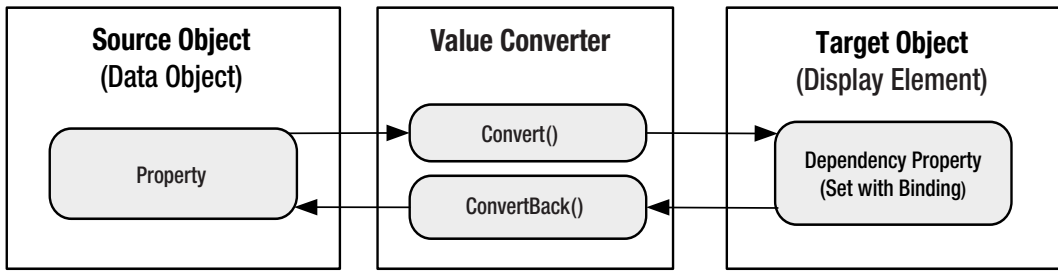 Source Object
(Data Object)
Property
Value Converter
Convert()
ConvertBack()
Target Object
(Display Element)
Dependency Property
(Set with Binding)